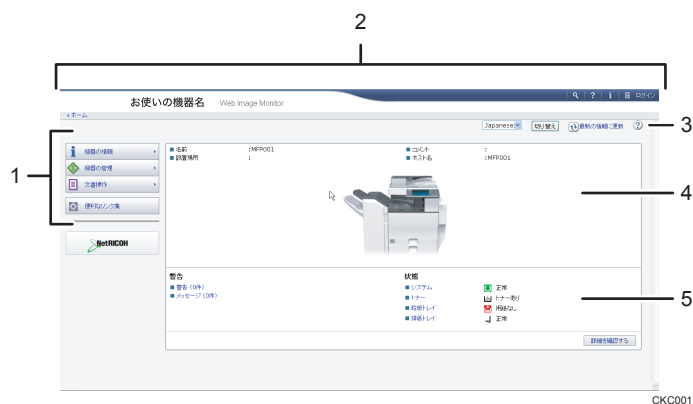 2
お使いの機器名 Web Image Monitor
? | i | ログイン
ホーム
Japanese 切り替え 最新の情報に更新 ? 3
1
機器の情報
機器の管理
文書操作
便利なリンク集
NetRICOH
名前 :MFP001 コメント :
設置場所 : ホスト名 :MFP001
4
警告 状態
警告 (0件) システム 正常
メッセージ (0件) トナー トナーあり
給紙トレイ 用紙なし
排紙トレイ 正常
5
詳細を確認する
CKC001